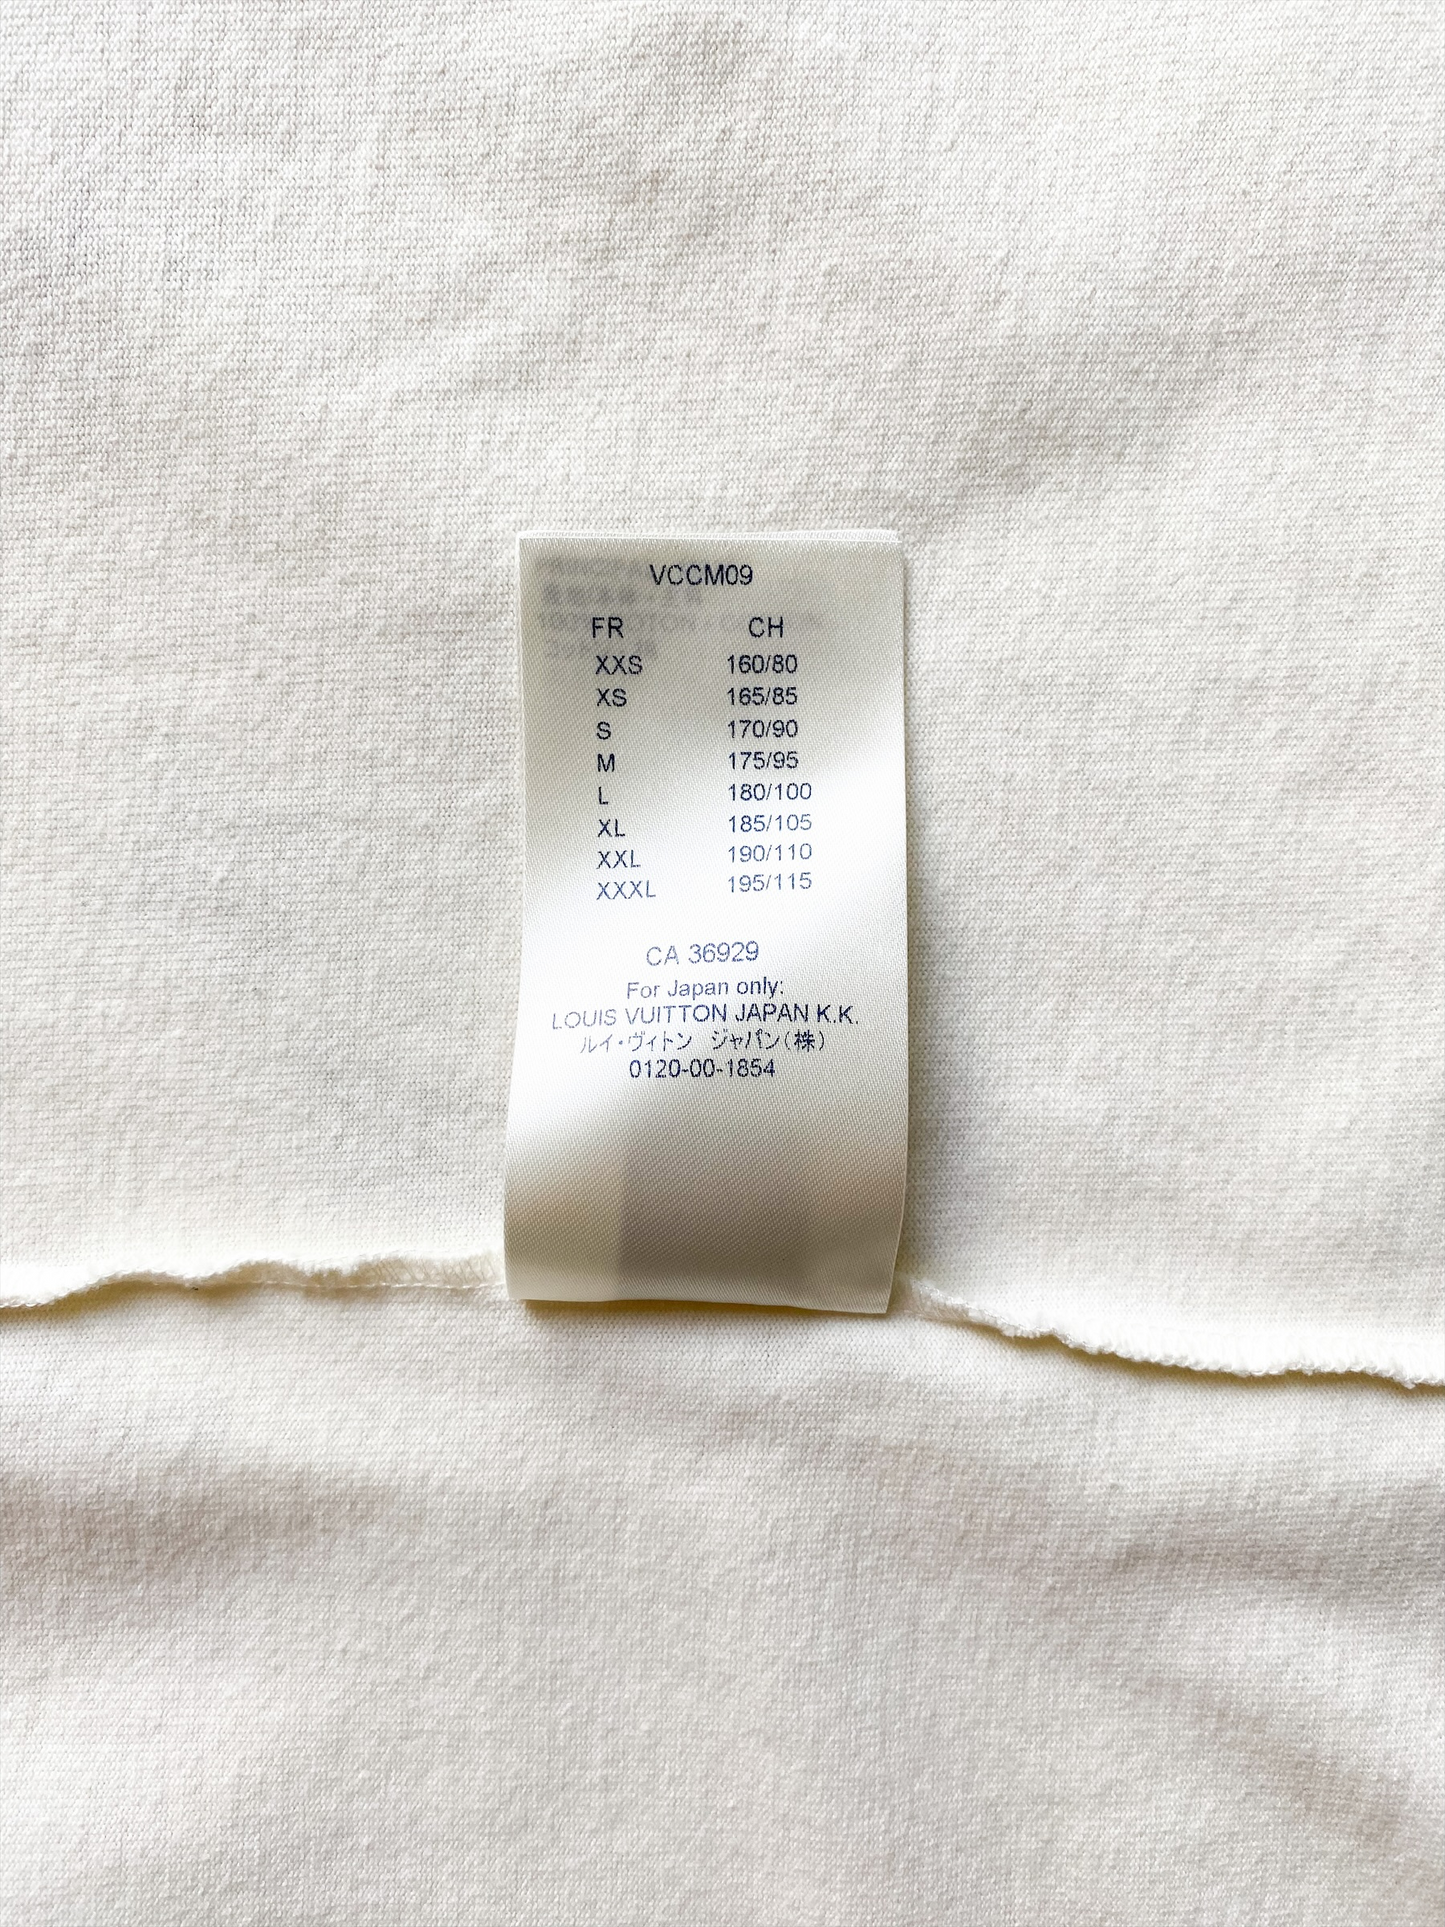 VCCM09
FR CH
XXS 160/80
XS 165/85
S 170/90
M 175/95
L 180/100
XL 185/105
XXL 190/110
XXXL 195/115
CA 36929
For Japan only:
LOUIS VUITTON JAPAN K.K.
ルイ・ヴィトン ジャパン(株)
0120-00-1854